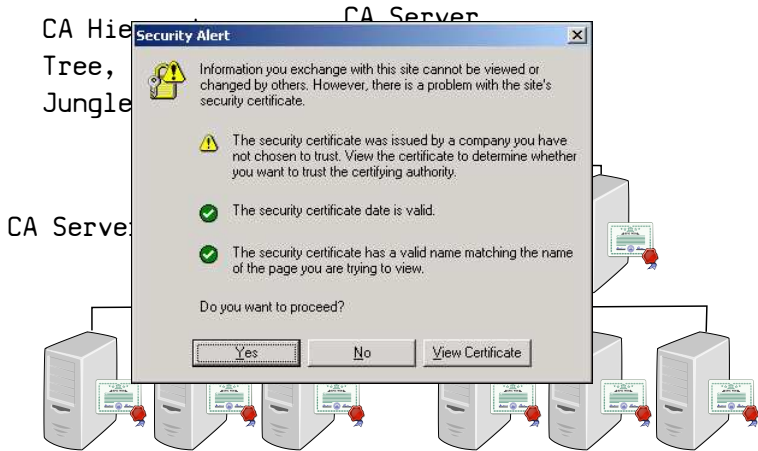 CA Server
CA Hie
Tree,
Jungle
Security Alert
Information you exchange with this site cannot be viewed or
changed by others. However, there is a problem with the site's
security certificate.
The security certificate was issued by a company you have
not chosen to trust. View the certificate to determine whether
you want to trust the certifying authority.
The security certificate date is valid.
CA Server
The security certificate has a valid name matching the name
of the page you are trying to view.
Do you want to proceed?
Yes No View Certificate